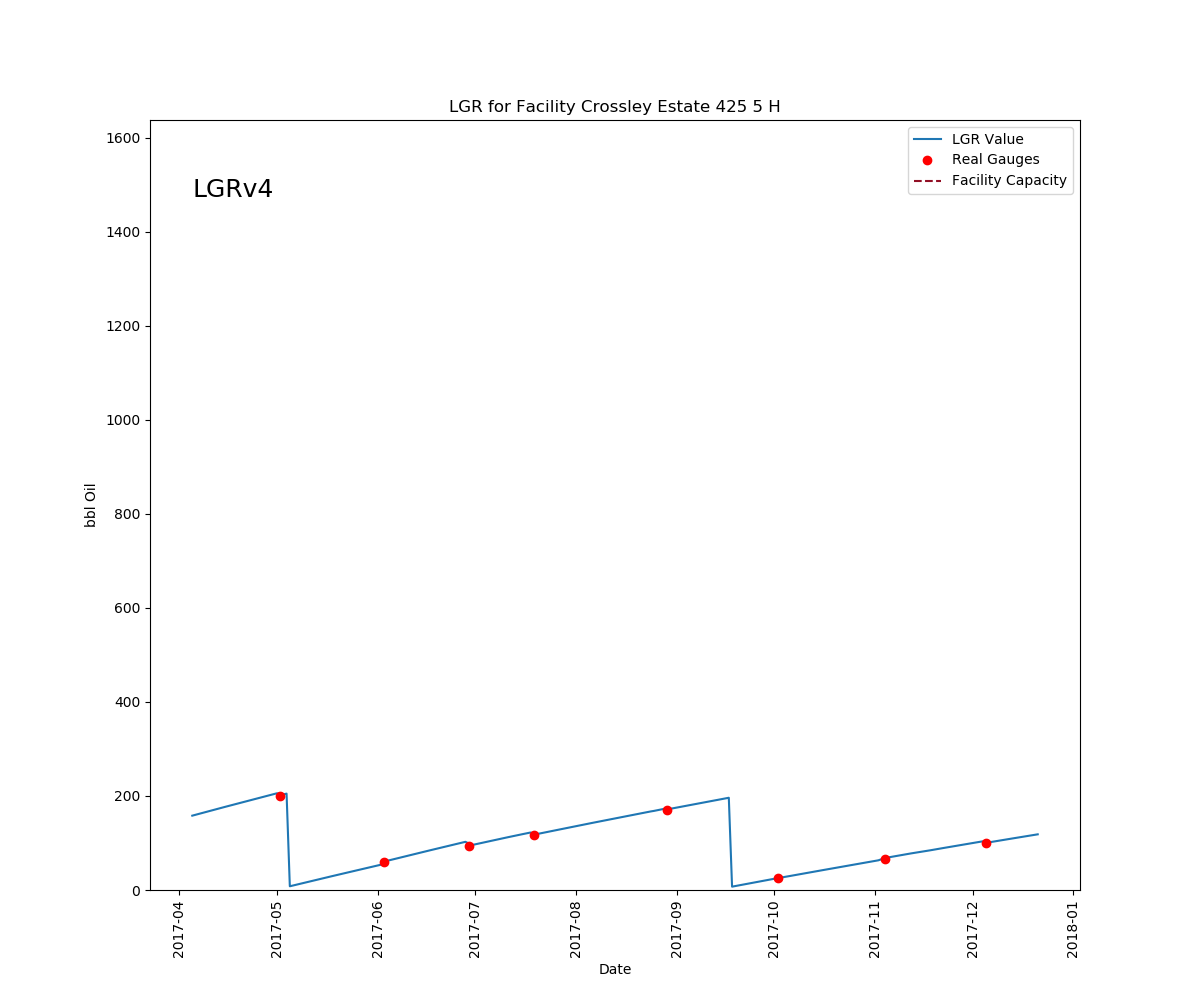 LGR for Facility Crossley Estate 425 5 H
LGRv4
LGR Value
Real Gauges
Facility Capacity
bbl Oil
1600
1400
1200
1000
800
600
400
200
0
2017-04
2017-05
2017-06
2017-07
2017-08
2017-09
2017-10
2017-11
2017-12
2018-01
Date